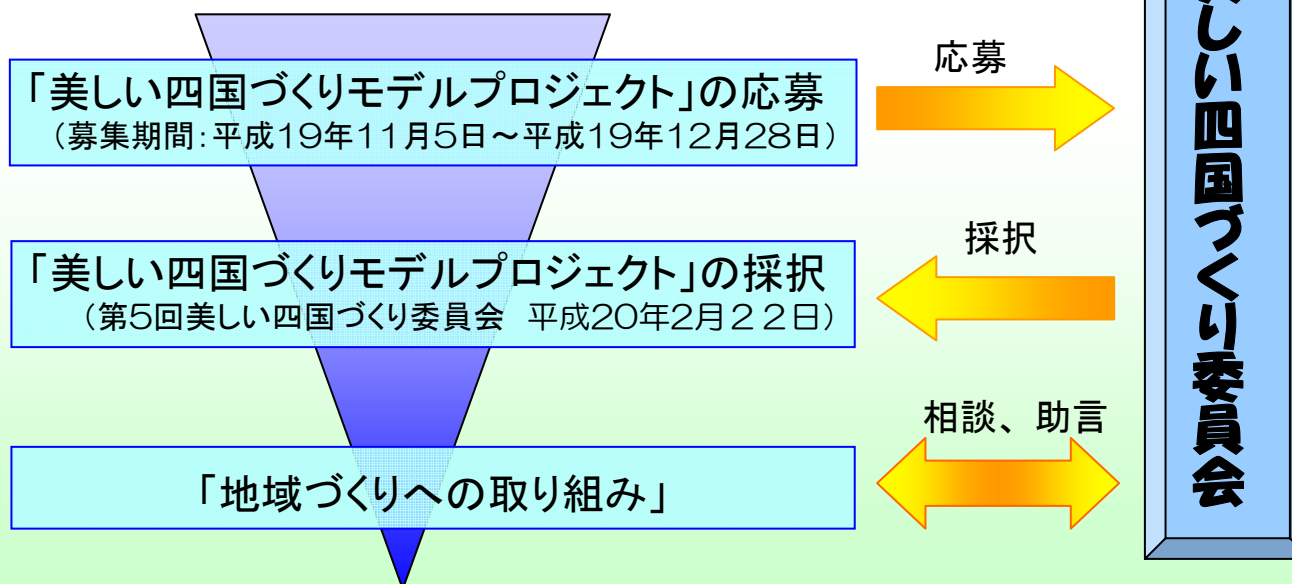 「美しい四国づくりモデルプロジェクト」の応募
（募集期間：平成19年11月5日～平成19年12月28日）
応募
「美しい四国づくりモデルプロジェクト」の採択
（第5回美しい四国づくり委員会　平成20年2月２２日）
採択
「地域づくりへの取り組み」
相談、助言
しい四国づくり委員会